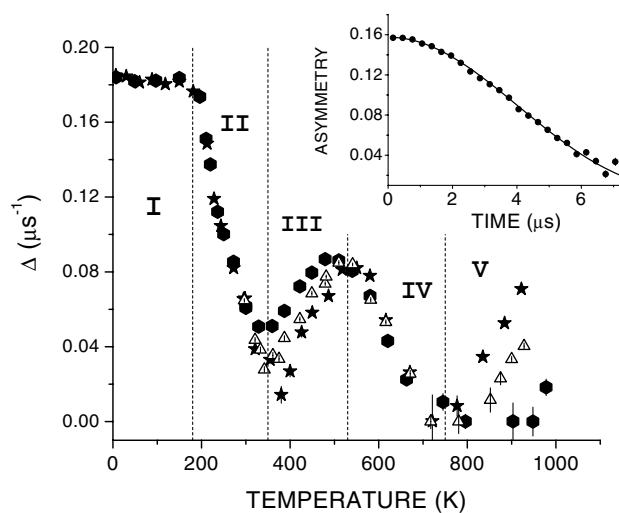 0.20
0.16
0.12
0.08
0.04
0.00
Δ (μs⁻¹)
I
II
III
IV
V
0 200 400 600 800 1000
TEMPERATURE (K)
0.16
0.12
0.08
0.04
ASYMMETRY
0 2 4 6
TIME (μs)